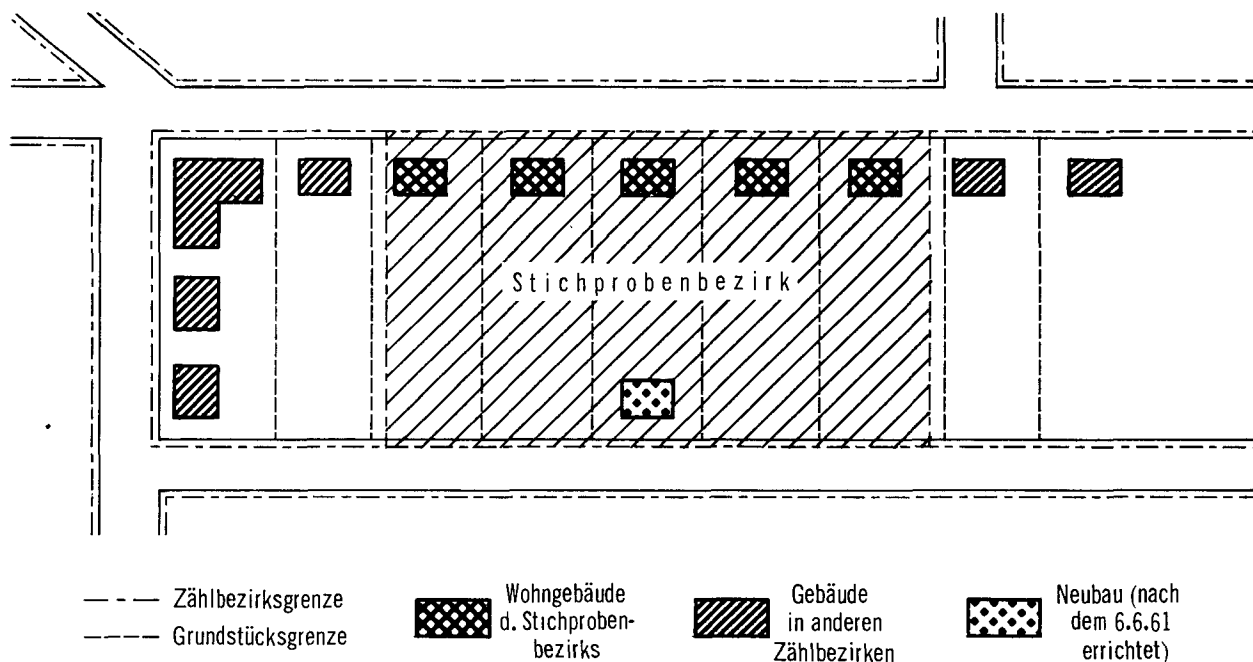 Stichprobenbezirk
Zählbezirksgrenze
Grundstücksgrenze
Wohngebäude
d. Stichproben-
bezirks
Gebäude
in anderen
Zählbezirken
Neubau (nach
dem 6.6.61
errichtet)